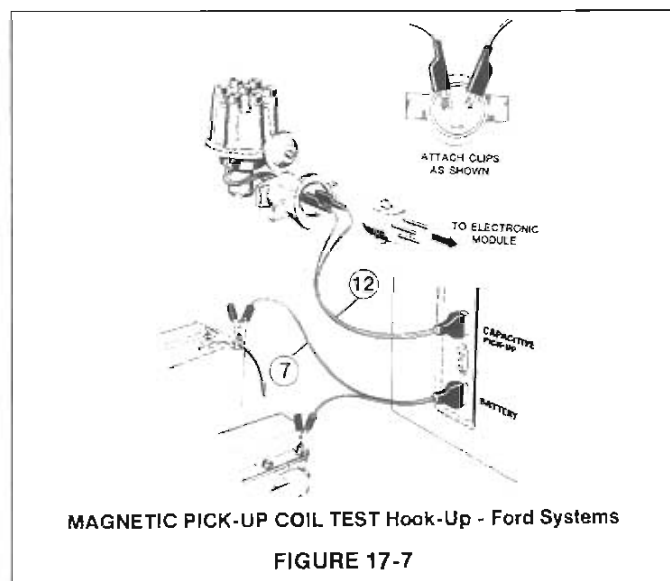 ATTACH CLIPS
AS SHOWN
TO ELECTRONIC
MODULE
12
CAPACITIVE
PICK-UP
7
BATTERY
MAGNETIC PICK-UP COIL TEST Hook-Up - Ford Systems
FIGURE 17-7